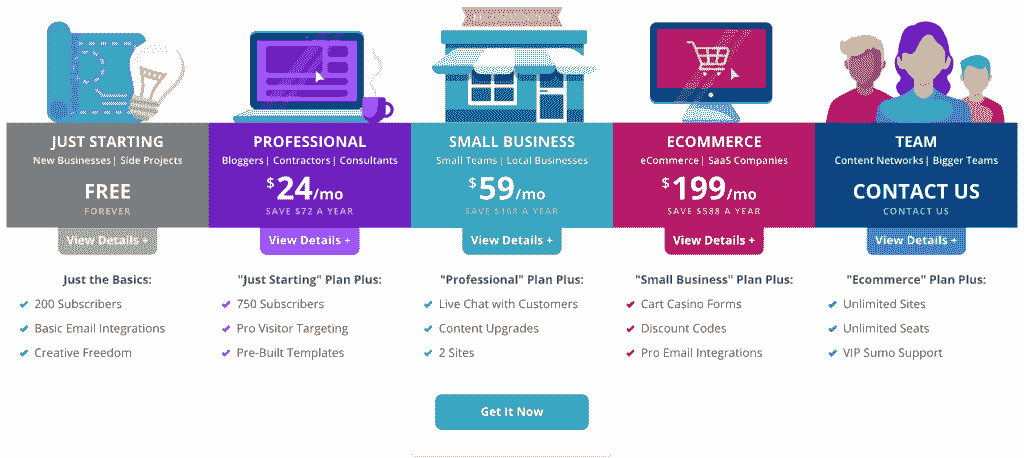 JUST STARTING
New Businesses| Side Projects
FREE
FOREVER
View Details +
Just the Basics:
200 Subscribers
Basic Email Integrations
Creative Freedom
PROFESSIONAL
Bloggers| Contractors| Consultants
$24/mo
SAVE $72 A YEAR
View Details +
"Just Starting" Plan Plus:
750 Subscribers
Pro Visitor Targeting
Pre-Built Templates
SMALL BUSINESS
Small Teams| Local Businesses
$59/mo
SAVE $168 A YEAR
View Details +
"Professional" Plan Plus:
Live Chat with Customers
Content Upgrades
2 Sites
ECOMMERCE
eCommerce| SaaS Companies
$199/mo
SAVE $588 A YEAR
View Details +
"Small Business" Plan Plus:
Cart Casino Forms
Discount Codes
Pro Email Integrations
TEAM
Content Networks| Bigger Teams
CONTACT US
CONTACT US
View Details +
"Ecommerce" Plan Plus:
Unlimited Sites
Unlimited Seats
VIP Sumo Support
Get It Now